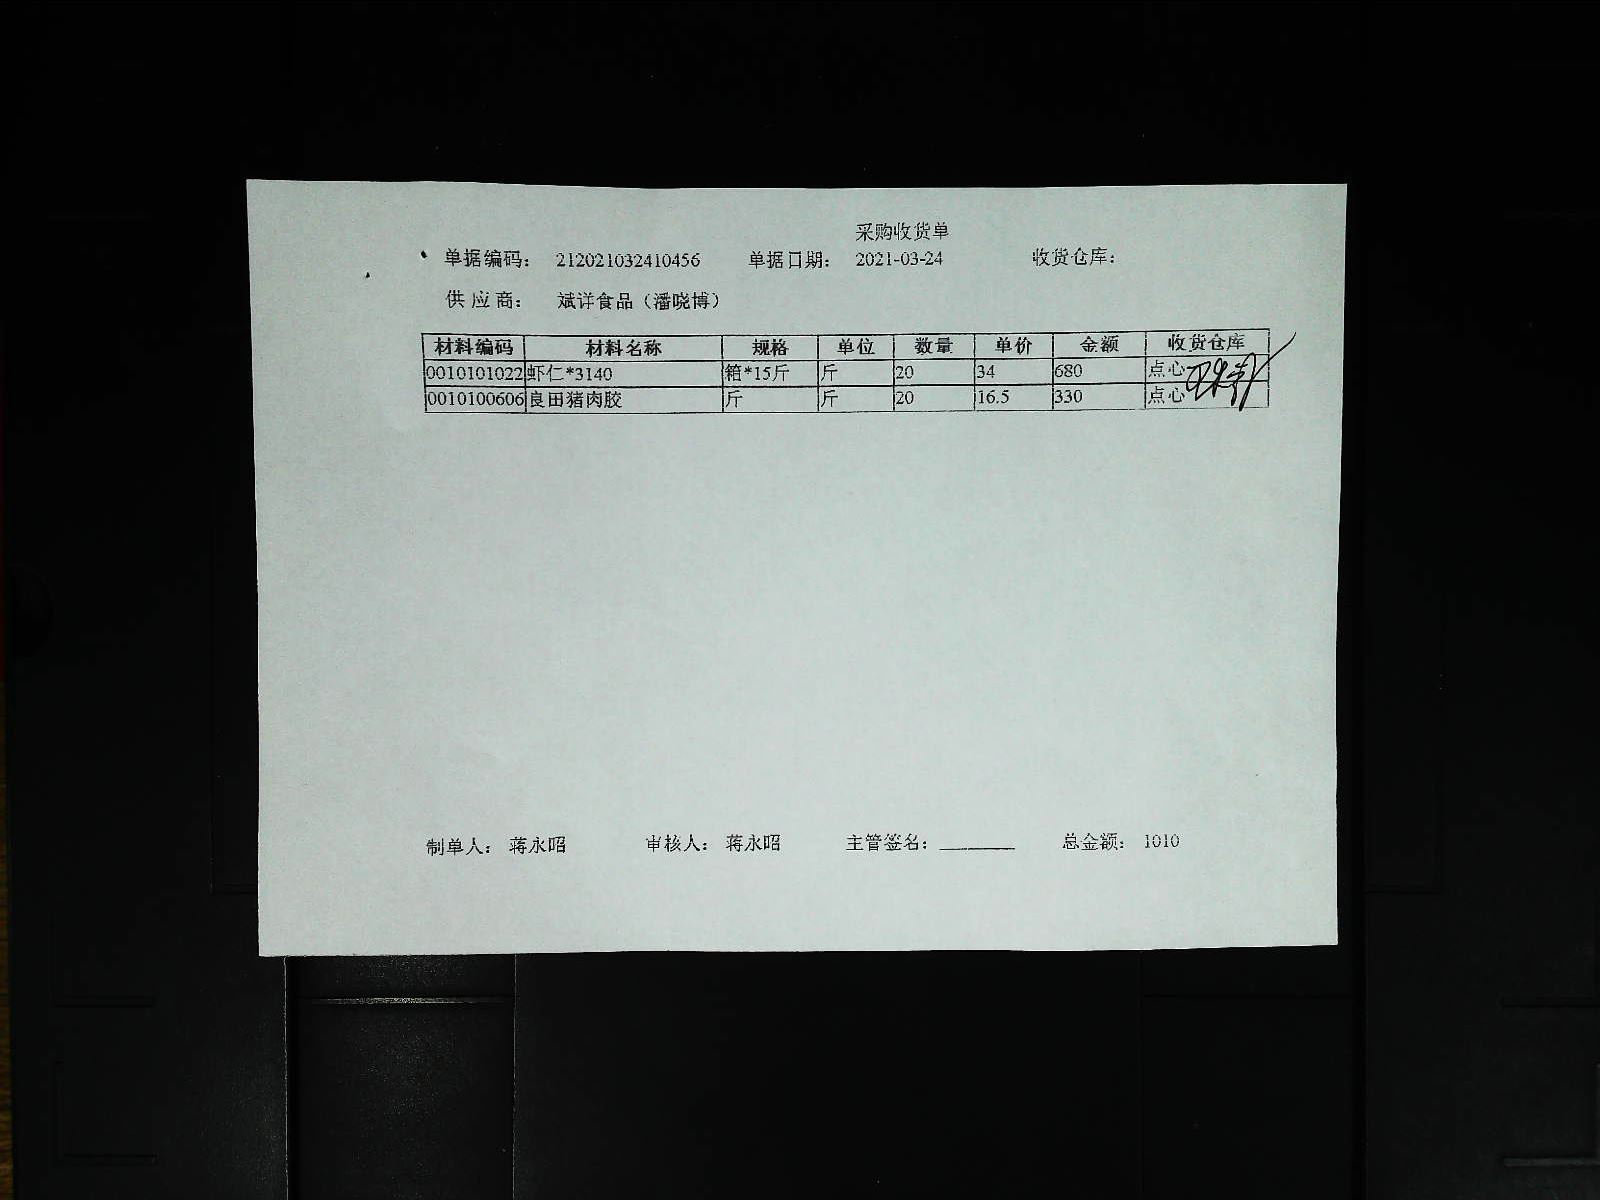 采购收货单
单据编码： 212021032410456 单据日期： 2021-03-24 收货仓库：
供 应 商： 斌详食品（潘晓博）
材料编码 材料名称 规格 单位 数量 单价 金额 收货仓库
0010101022 虾仁*3140 箱*15斤 斤 20 34 680 点心
0010100606 良田猪肉胶 斤 斤 20 16.5 330 点心
制单人： 蒋永昭 审核人： 蒋永昭 主管签名：________ 总金额： 1010